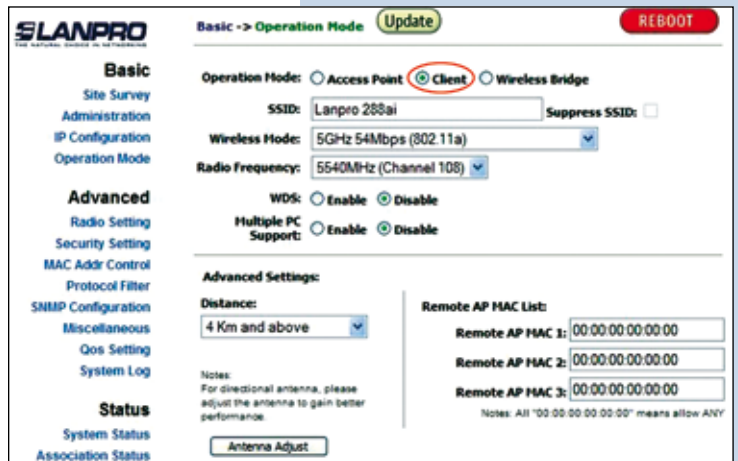 LANPRO
THE NATURAL CHOICE IN NETWORKING
Basic
Site Survey
Administration
IP Configuration
Operation Mode
Advanced
Radio Setting
Security Setting
MAC Addr Control
Protocol Filter
SNMP Configuration
Miscellaneous
Qos Setting
System Log
Status
System Status
Association Status
Basic -> Operation Mode Update REBOOT
Operation Mode: Access Point Client Wireless Bridge
SSID: Lanpro 288ai Suppress SSID:
Wireless Mode: 5GHz 54Mbps (802.11a)
Radio Frequency: 5540MHz (Channel 108)
WDS: Enable Disable
Multiple PC
Support: Enable Disable
Advanced Settings:
Distance:
4 Km and above
Notes:
For directional antenna, please
adjust the antenna to gain better
performance.
Antenna Adjust
Remote AP MAC List:
Remote AP MAC 1: 00:00:00:00:00:00
Remote AP MAC 2: 00:00:00:00:00:00
Remote AP MAC 3: 00:00:00:00:00:00
Notes: All "00:00:00:00:00:00" means allow ANY